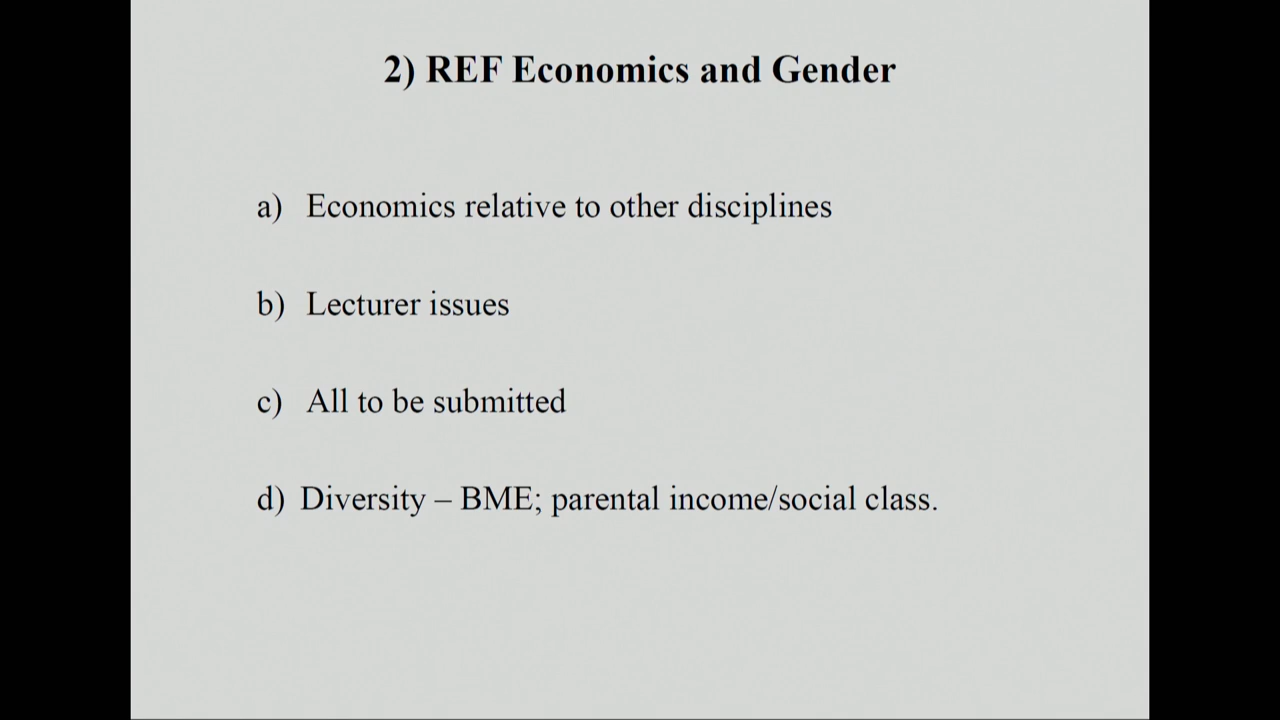 2) REF Economics and Gender
a) Economics relative to other disciplines
b) Lecturer issues
c) All to be submitted
d) Diversity – BME; parental income/social class.